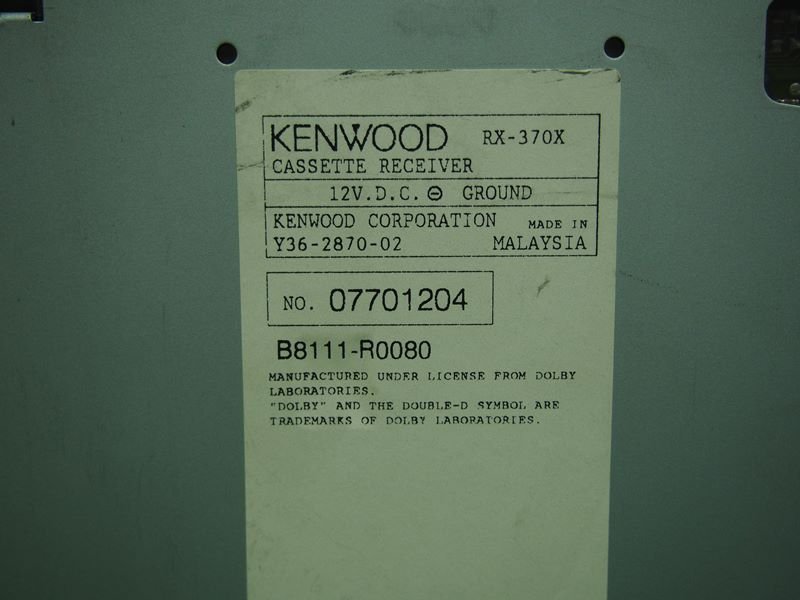 KENWOOD RX-370X
CASSETTE RECEIVER
12V.D.C. ⊖ GROUND
KENWOOD CORPORATION MADE IN
Y36-2870-02 MALAYSIA
NO. 07701204
B8111-R0080
MANUFACTURED UNDER LICENSE FROM DOLBY
LABORATORIES.
"DOLBY" AND THE DOUBLE-D SYMBOL ARE
TRADEMARKS OF DOLBY LABORATORIES.